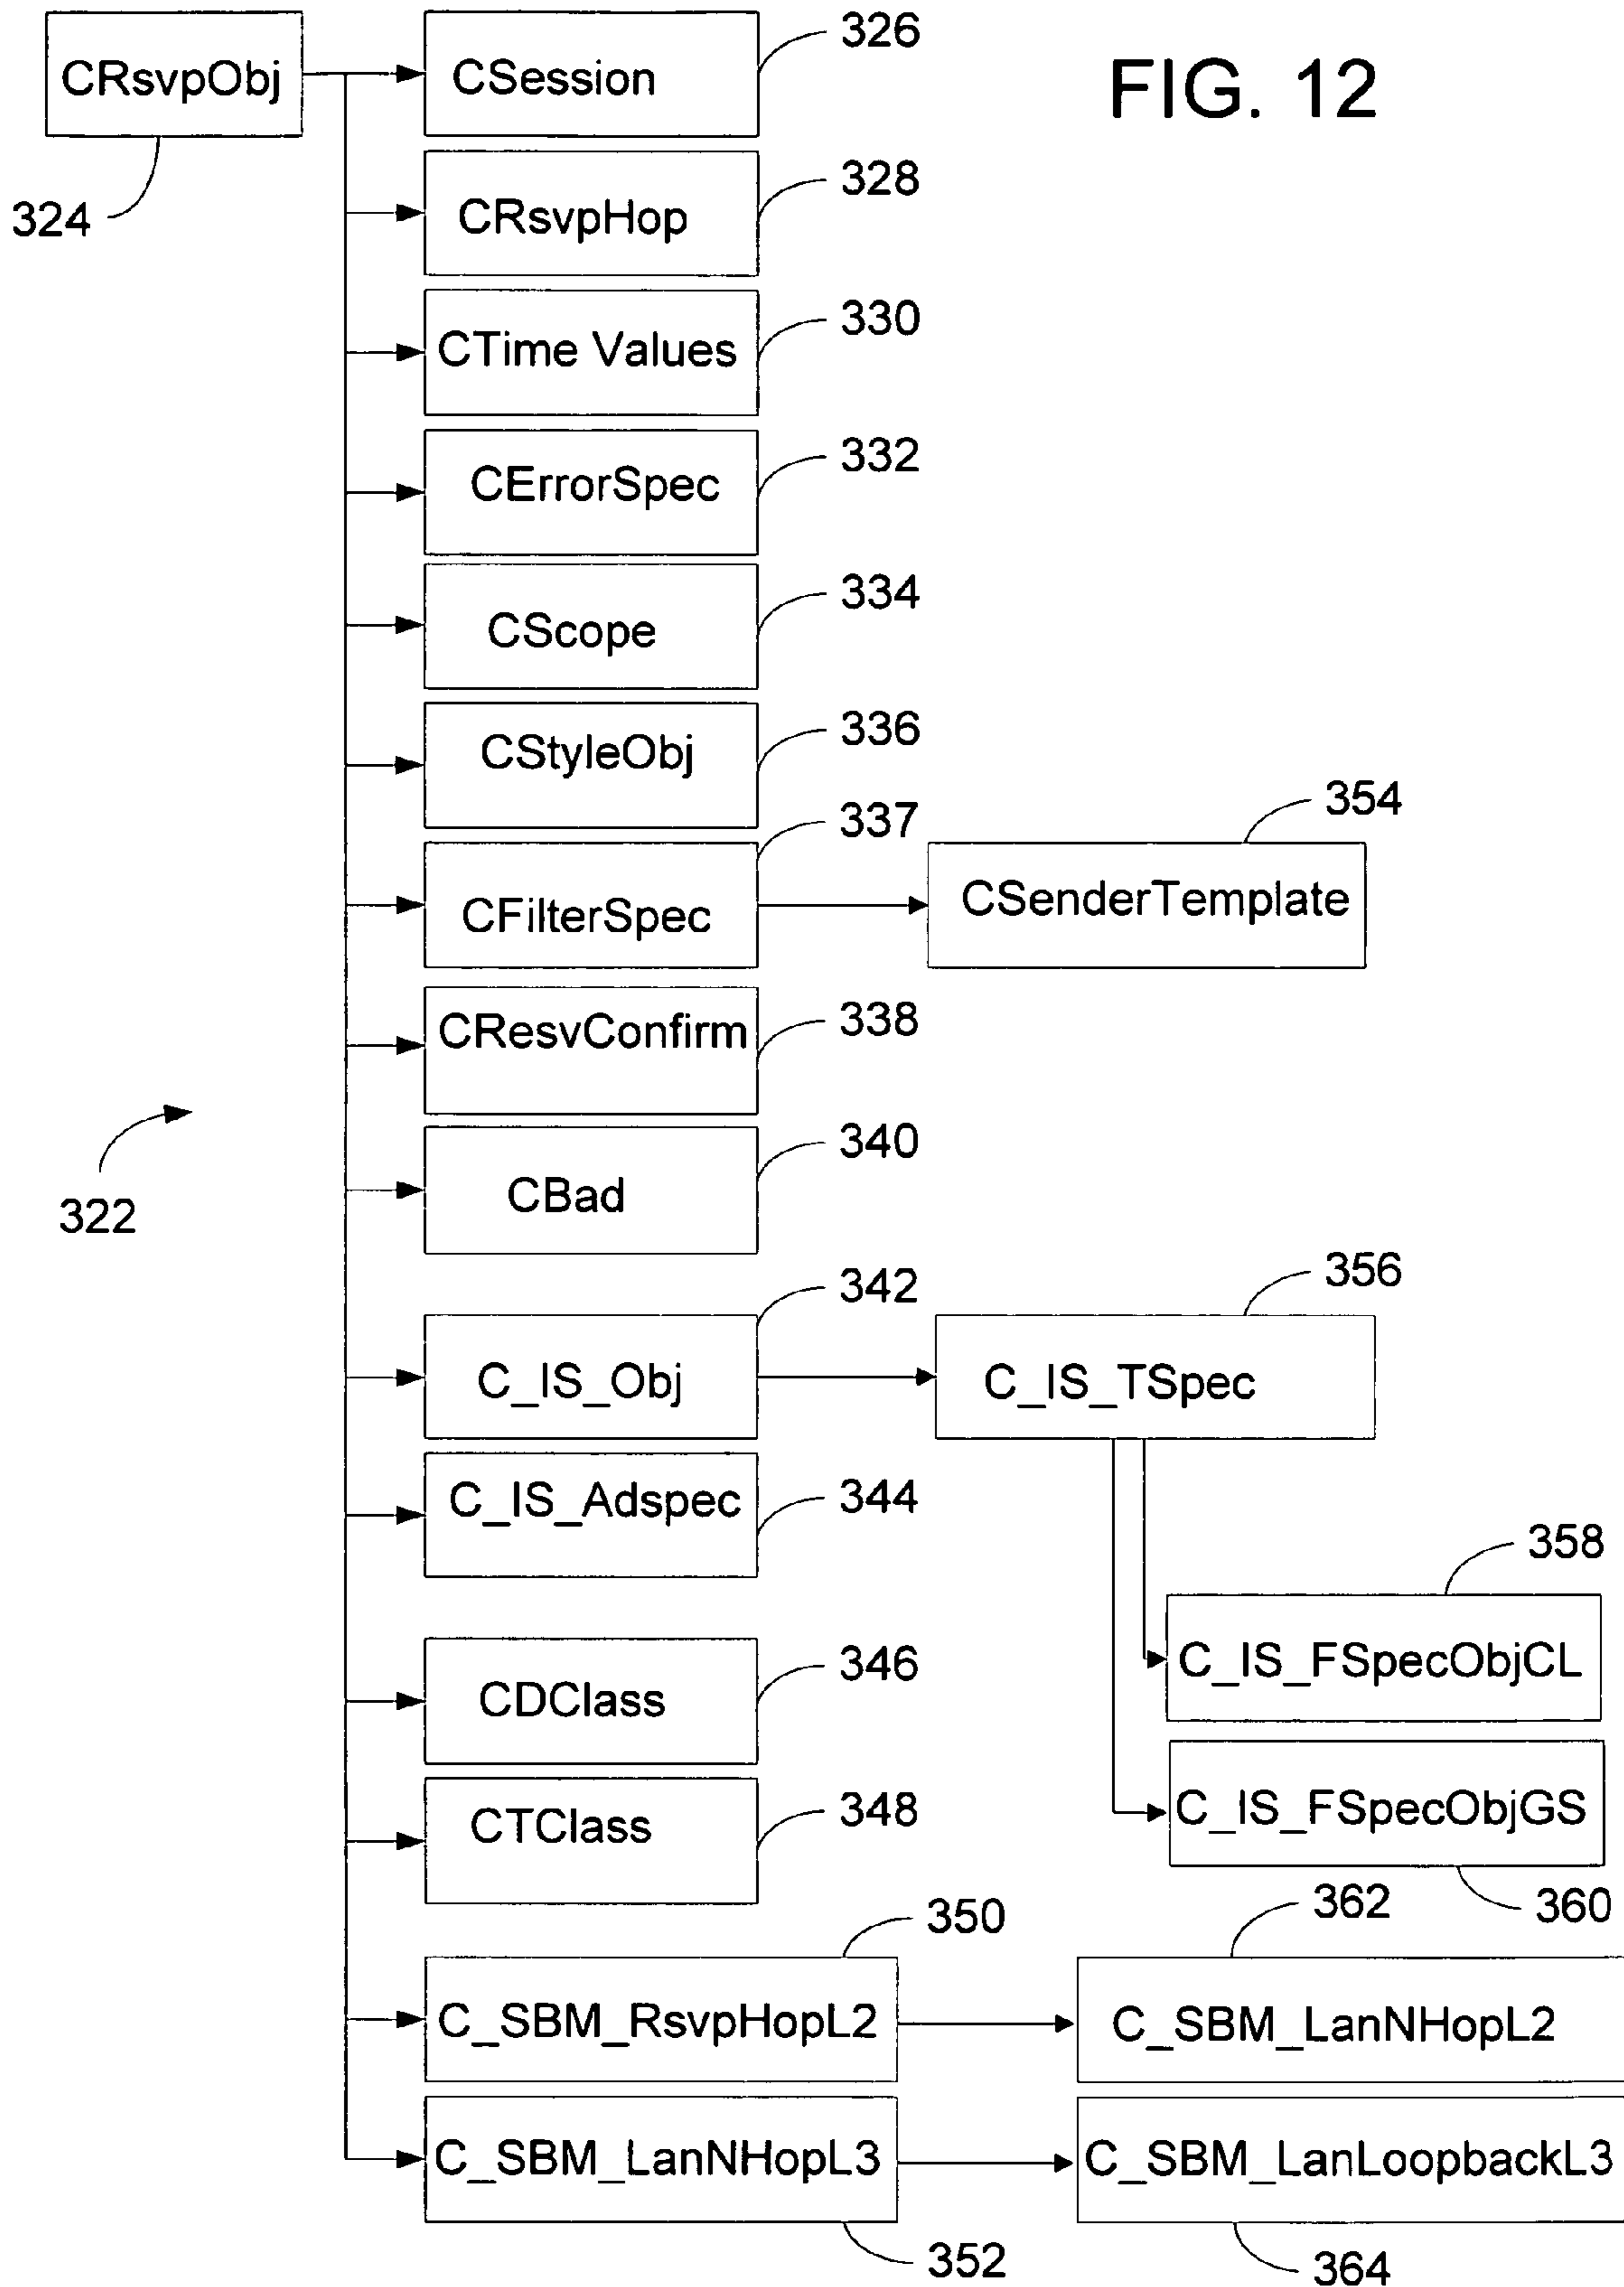 FIG. 12
CRsvpObj
324
CSession
326
CRsvpHop
328
CTime Values
330
CErrorSpec
332
CScope
334
CStyleObj
336
CFilterSpec
337
CSenderTemplate
354
CResvConfirm
338
322
CBad
340
C_IS_Obj
342
C_IS_TSpec
356
C_IS_Adspec
344
358
C_IS_FSpecObjCL
CDClass
346
C_IS_FSpecObjGS
360
CTClass
348
350
C_SBM_RsvpHopL2
362
C_SBM_LanNHopL2
C_SBM_LanNHopL3
352
C_SBM_LanLoopbackL3
364